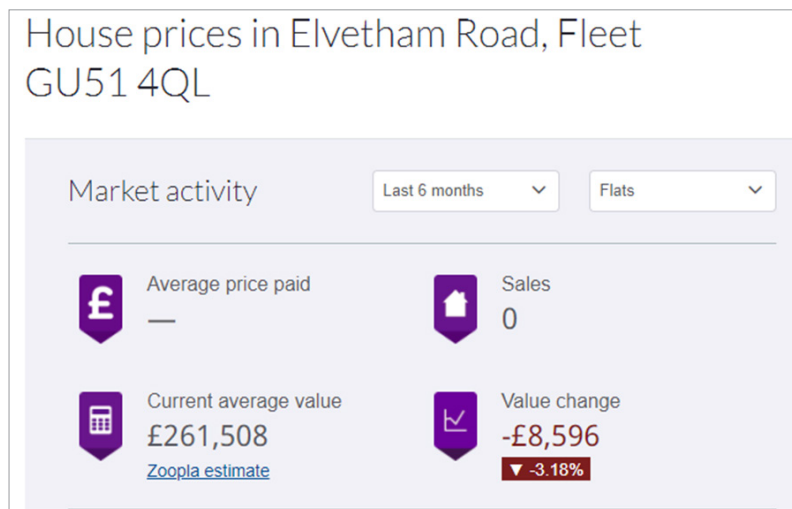 House prices in Elvetham Road, Fleet
GU51 4QL
Market activity
Last 6 months
Flats
£
Average price paid
—
Sales
0
Current average value
£261,508
Zoopla estimate
Value change
-£8,596
▼ -3.18%